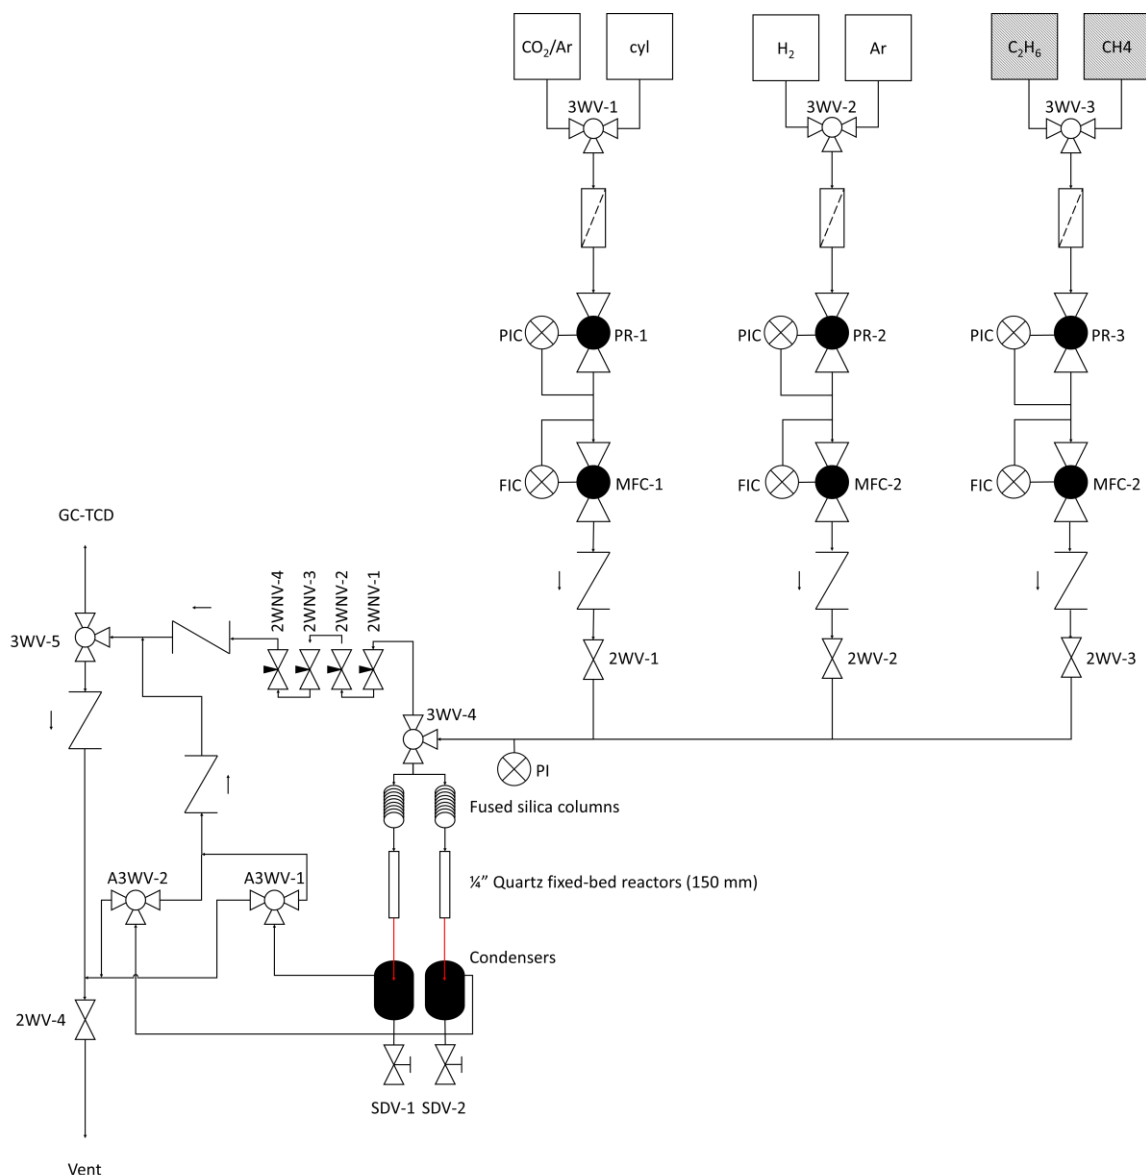 CO₂/Ar
cyl
H₂
Ar
C₂H₆
CH4
3WV-1
3WV-2
3WV-3
PIC
PR-1
PIC
PR-2
PIC
PR-3
FIC
MFC-1
FIC
MFC-2
FIC
MFC-2
GC-TCD
2WNV-4
2WNV-3
2WNV-2
2WNV-1
3WV-5
2WV-1
2WV-2
2WV-3
3WV-4
PI
Fused silica columns
A3WV-2
A3WV-1
¼” Quartz fixed-bed reactors (150 mm)
Condensers
2WV-4
SDV-1
SDV-2
Vent